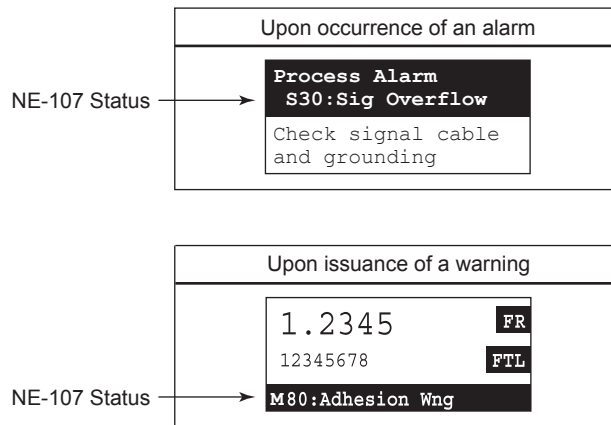 Upon occurrence of an alarm
Process Alarm
NE-107 Status
S30:Sig Overflow
Check signal cable
and grounding
Upon issuance of a warning
1.2345 FR
12345678 FTL
NE-107 Status
M80:Adhesion Wng